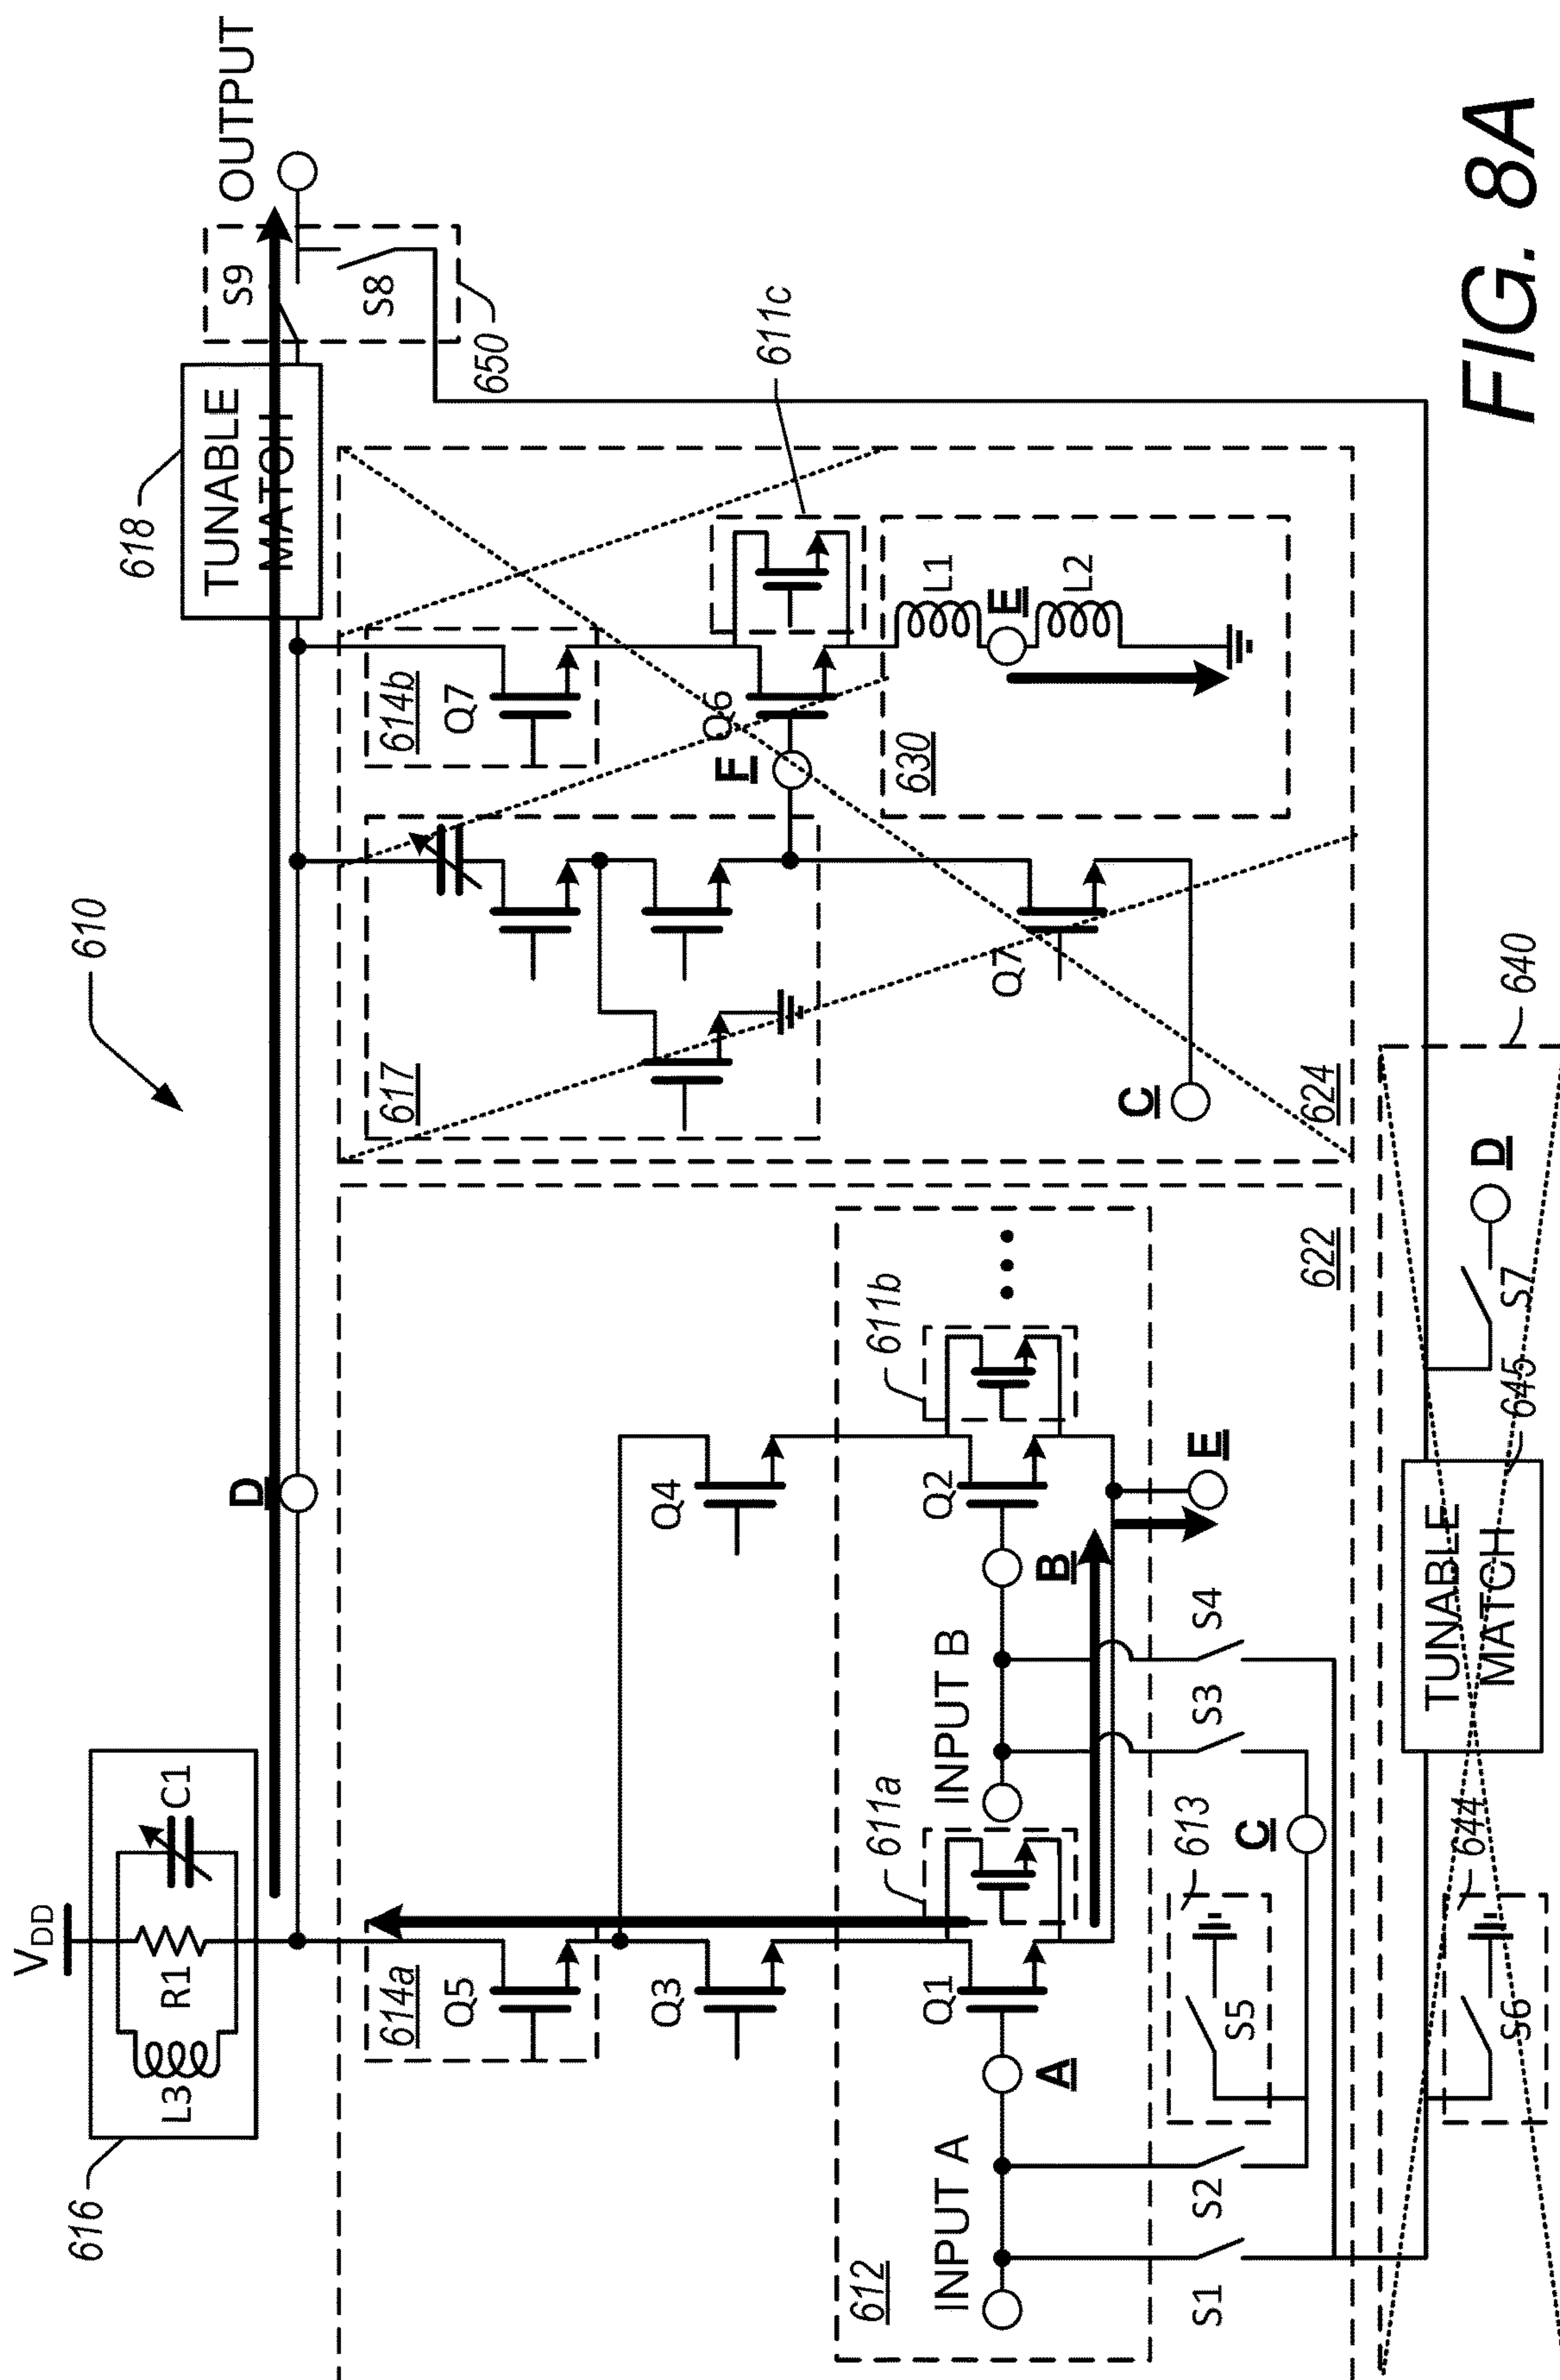 610
616
V_DD
L3
R1
C1
D
618
TUNABLE
MATCH
S9
OUTPUT
S8
650
614a
Q5
Q3
Q4
617
614b
Q7
Q6
F
611c
630
L1
E
L2
Q7
C
624
612
INPUT A
A
Q1
611a
INPUT B
B
Q2
611b
E
S1
S2
S5
613
C
S3
S4
622
S6
644
TUNABLE
MATCH
645
S7
D
640
FIG. 8A